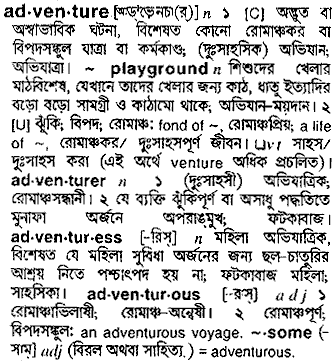 ad·ven·ture [অ্যাডভেনচা(র্)] n ১ [C] অদ্ভুত বা
অস্বাভাবিক ঘটনা, বিশেষত কোনো রোমাঞ্চকর বা
বিপদসঙ্কুল যাত্রা বা কর্মকাণ্ড; (দুঃসাহসিক) অভিযান;
অভিযাত্রা। ~ playground n শিশুদের খেলার
মাঠবিশেষ, যেখানে তাদের খেলার জন্য কাঠ, ধাতু ইত্যাদির
বড়ো বড়ো সামগ্রী ও কাঠামো থাকে, অভিযান-ময়দান। ২
[U] ঝুঁকি; বিপদ; রোমাঞ্চ: fond of ~, রোমাঞ্চপ্রিয়; a life
of ~, রোমাঞ্চকর/ দুঃসাহসপূর্ণ জীবন। □vt সাহস/
দুঃসাহস করা (এই অর্থে venture অধিক প্রচলিত)।
ad·ven·turer n ১ (দুঃসাহসী) অভিযাত্রিক;
রোমাঞ্চসন্ধানী। ২ যে ব্যক্তি ঝুঁকিপূর্ণ বা অসাধু পদ্ধতিতে
মুনাফা অর্জনে অপরাঙ্মুখ; ফটকাবাজ।
ad·ven·tur·ess [-রিস্] n মহিলা অভিযাত্রিক,
বিশেষত যে মহিলা সুবিধা অর্জনের জন্য ছল-চাতুরির
আশ্রয় নিতে পশ্চাৎপদ হয় না; ফটকাবাজ মহিলা;
সাহসিকা। ad·ven·tur·ous [-রস্] adj ১
রোমাঞ্চাভিলাষী; রোমাঞ্চ-অন্বেষী। ২ রোমাঞ্চপূর্ণ;
বিপদসঙ্কুল: an adventurous voyage. ~·some (-
সাম্] adj (বিরল অথবা সাহিত্য.) = adventurous.